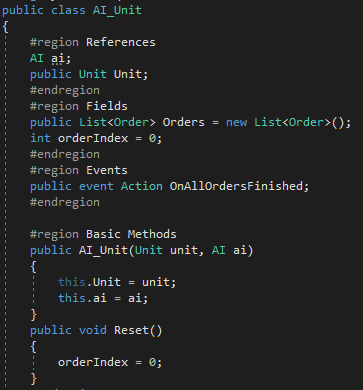 public class AI_Unit
{
#region References
AI ai;
public Unit Unit;
#endregion
#region Fields
public List<Order> Orders = new List<Order>();
int orderIndex = 0;
#endregion
#region Events
public event Action OnAllOrdersFinished;
#endregion
#region Basic Methods
public AI_Unit(Unit unit, AI ai)
{
this.Unit = unit;
this.ai = ai;
}
public void Reset()
{
orderIndex = 0;
}